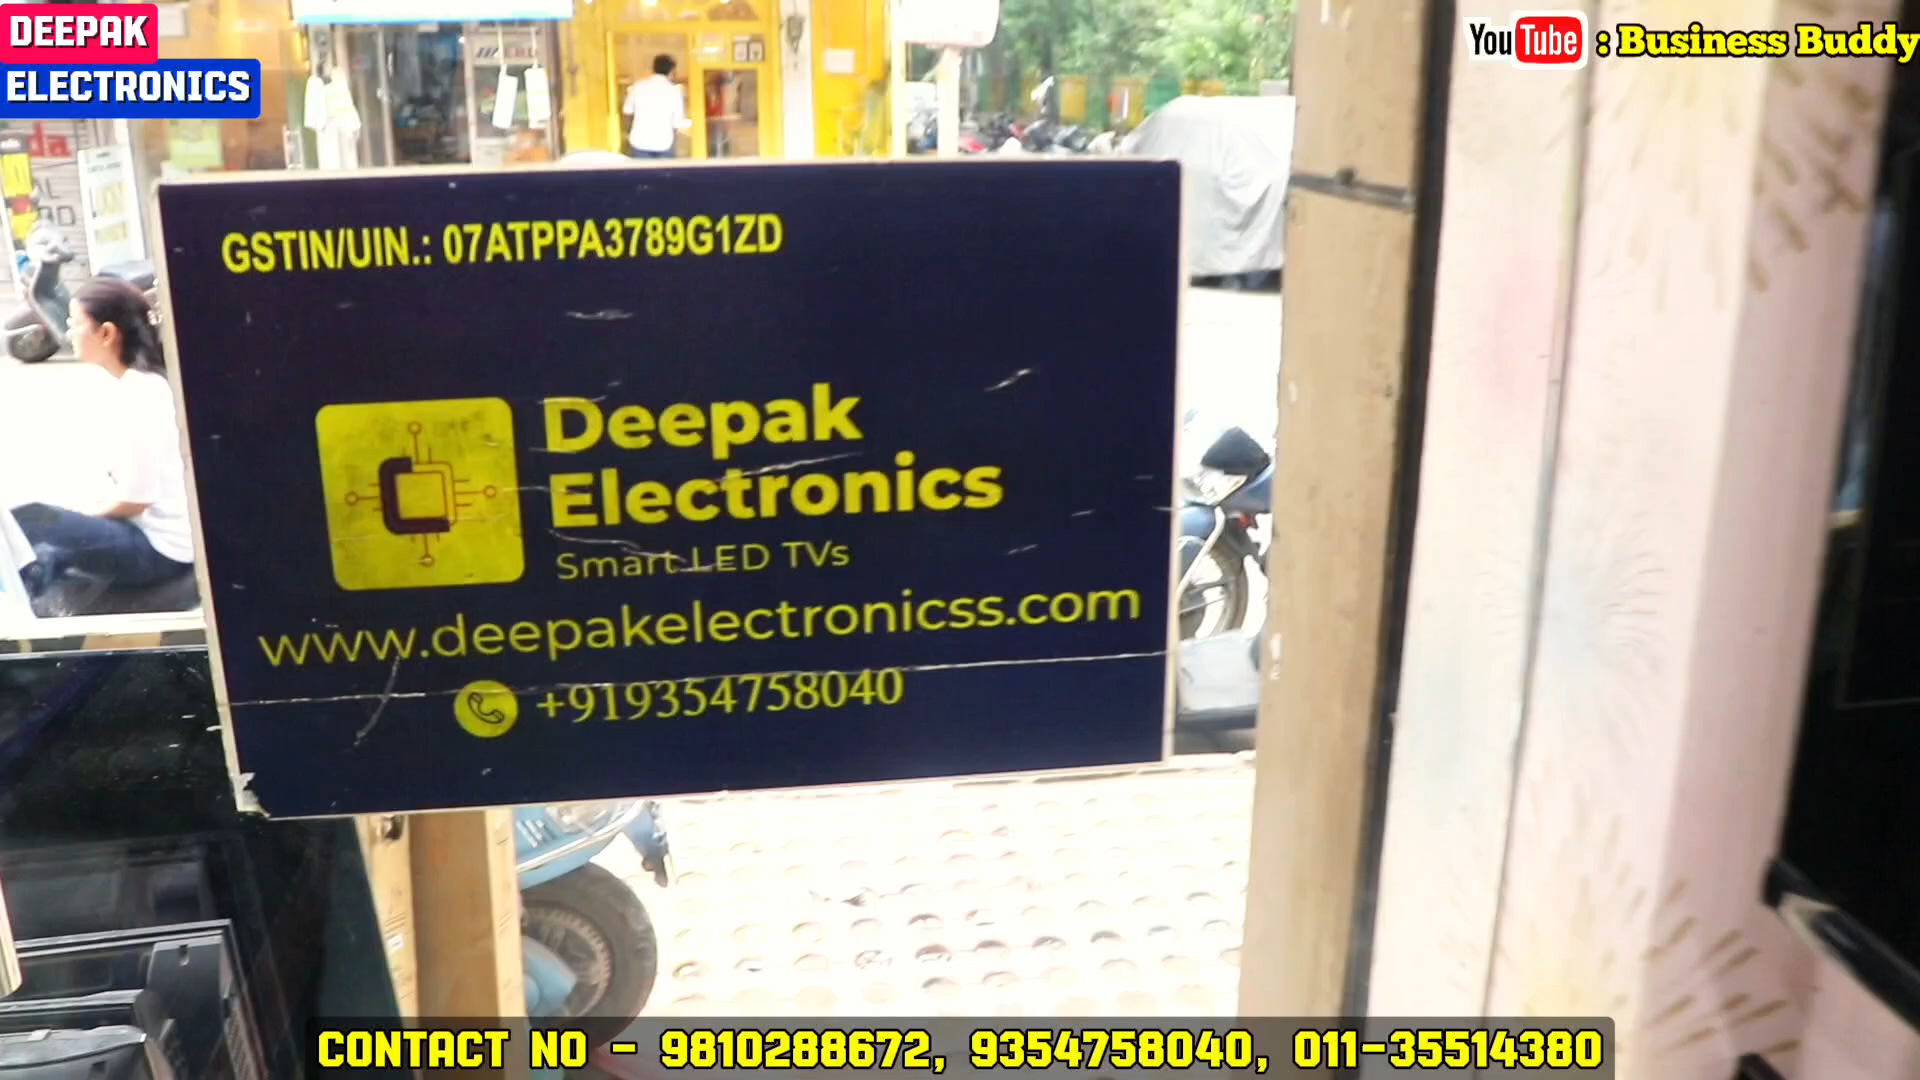 DEEPAK
ELECTRONICS
YouTube : Business Buddy
GSTIN/UIN.: 07ATPPA3789G1ZD
Deepak
Electronics
Smart LED TVs
www.deepakelectronicss.com
+919354758040
CONTACT NO - 9810288672, 9354758040, 011-35514380